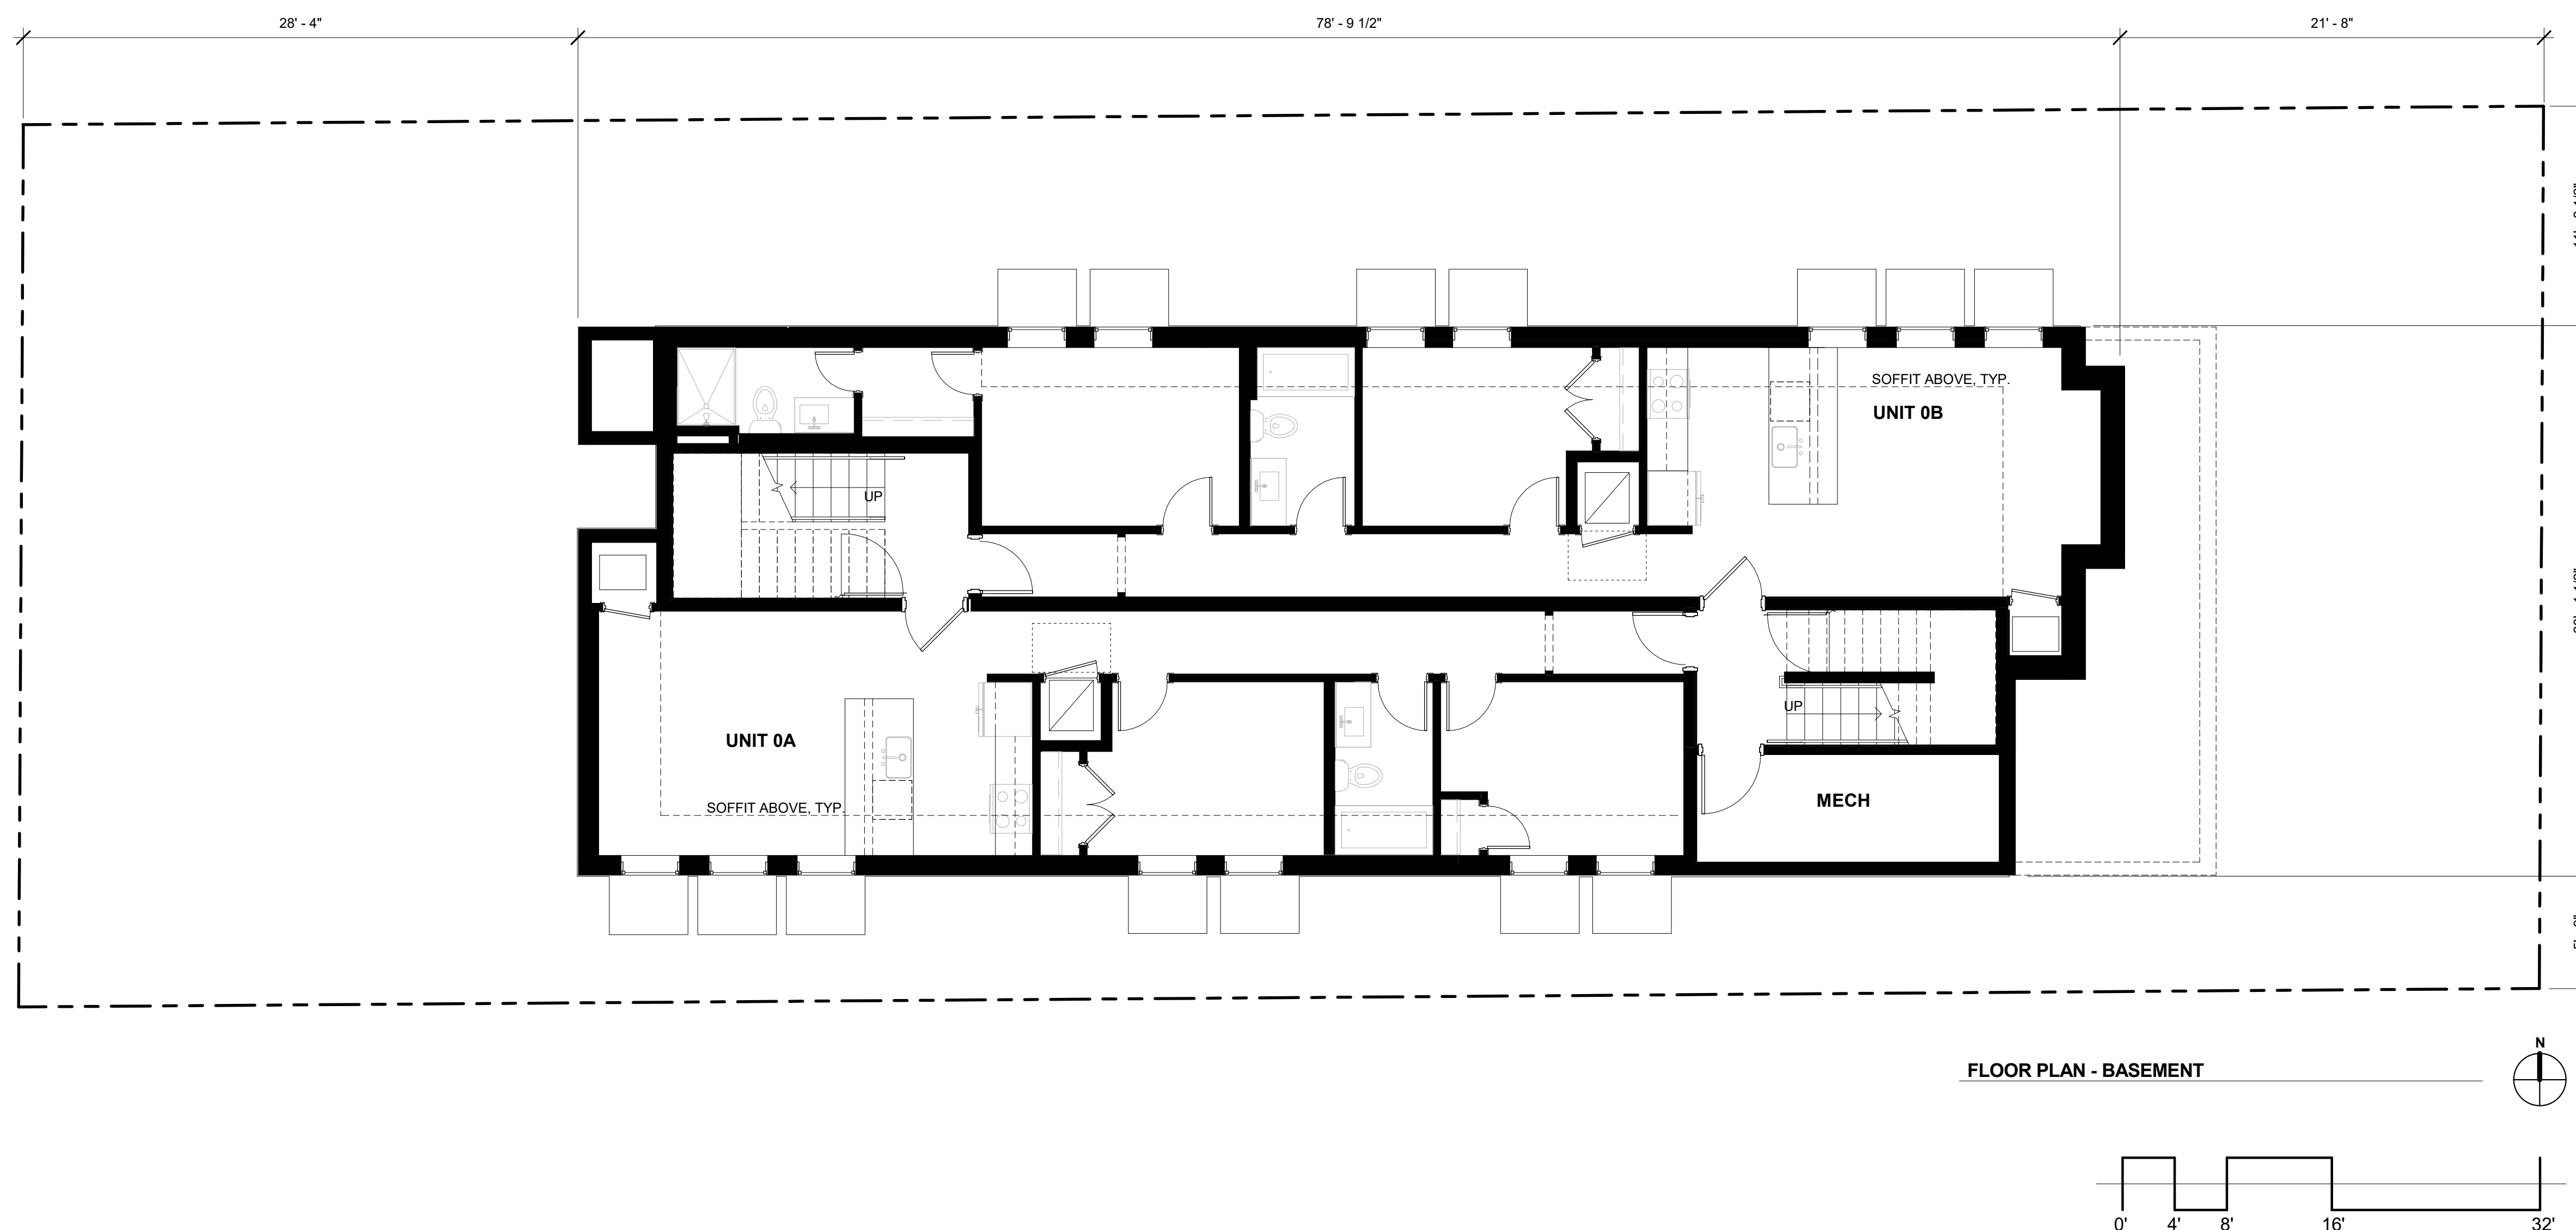 28' - 4"
78' - 9 1/2"
21' - 8"
SOFFIT ABOVE, TYP.
UNIT 0B
UP
UP
UNIT 0A
SOFFIT ABOVE, TYP.
MECH
N
FLOOR PLAN - BASEMENT
0' 4' 8' 16' 32'